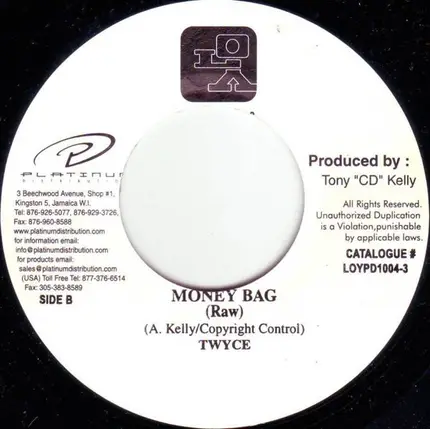 PLATINUM
DISTRIBUTION
3 Beechwood Avenue, Shop #1,
Kingston 5, Jamaica W.I.
Tel: 876-926-5077, 876-929-3726,
Fax: 876-960-8588
www.platinumdistribution.com
for information email:
info@platinumdistribution.com
for products email:
sales@platinumdistribution.com
(USA) Toll Free Tel: 877-376-6514
Fax: 305-383-8589
SIDE B
Produced by :
Tony "CD" Kelly
All Rights Reserved.
Unauthorized Duplication
is a Violation,punishable
by applicable laws.
CATALOGUE #
LOYPD1004-3
MONEY BAG
(Raw)
(A. Kelly/Copyright Control)
TWYCE